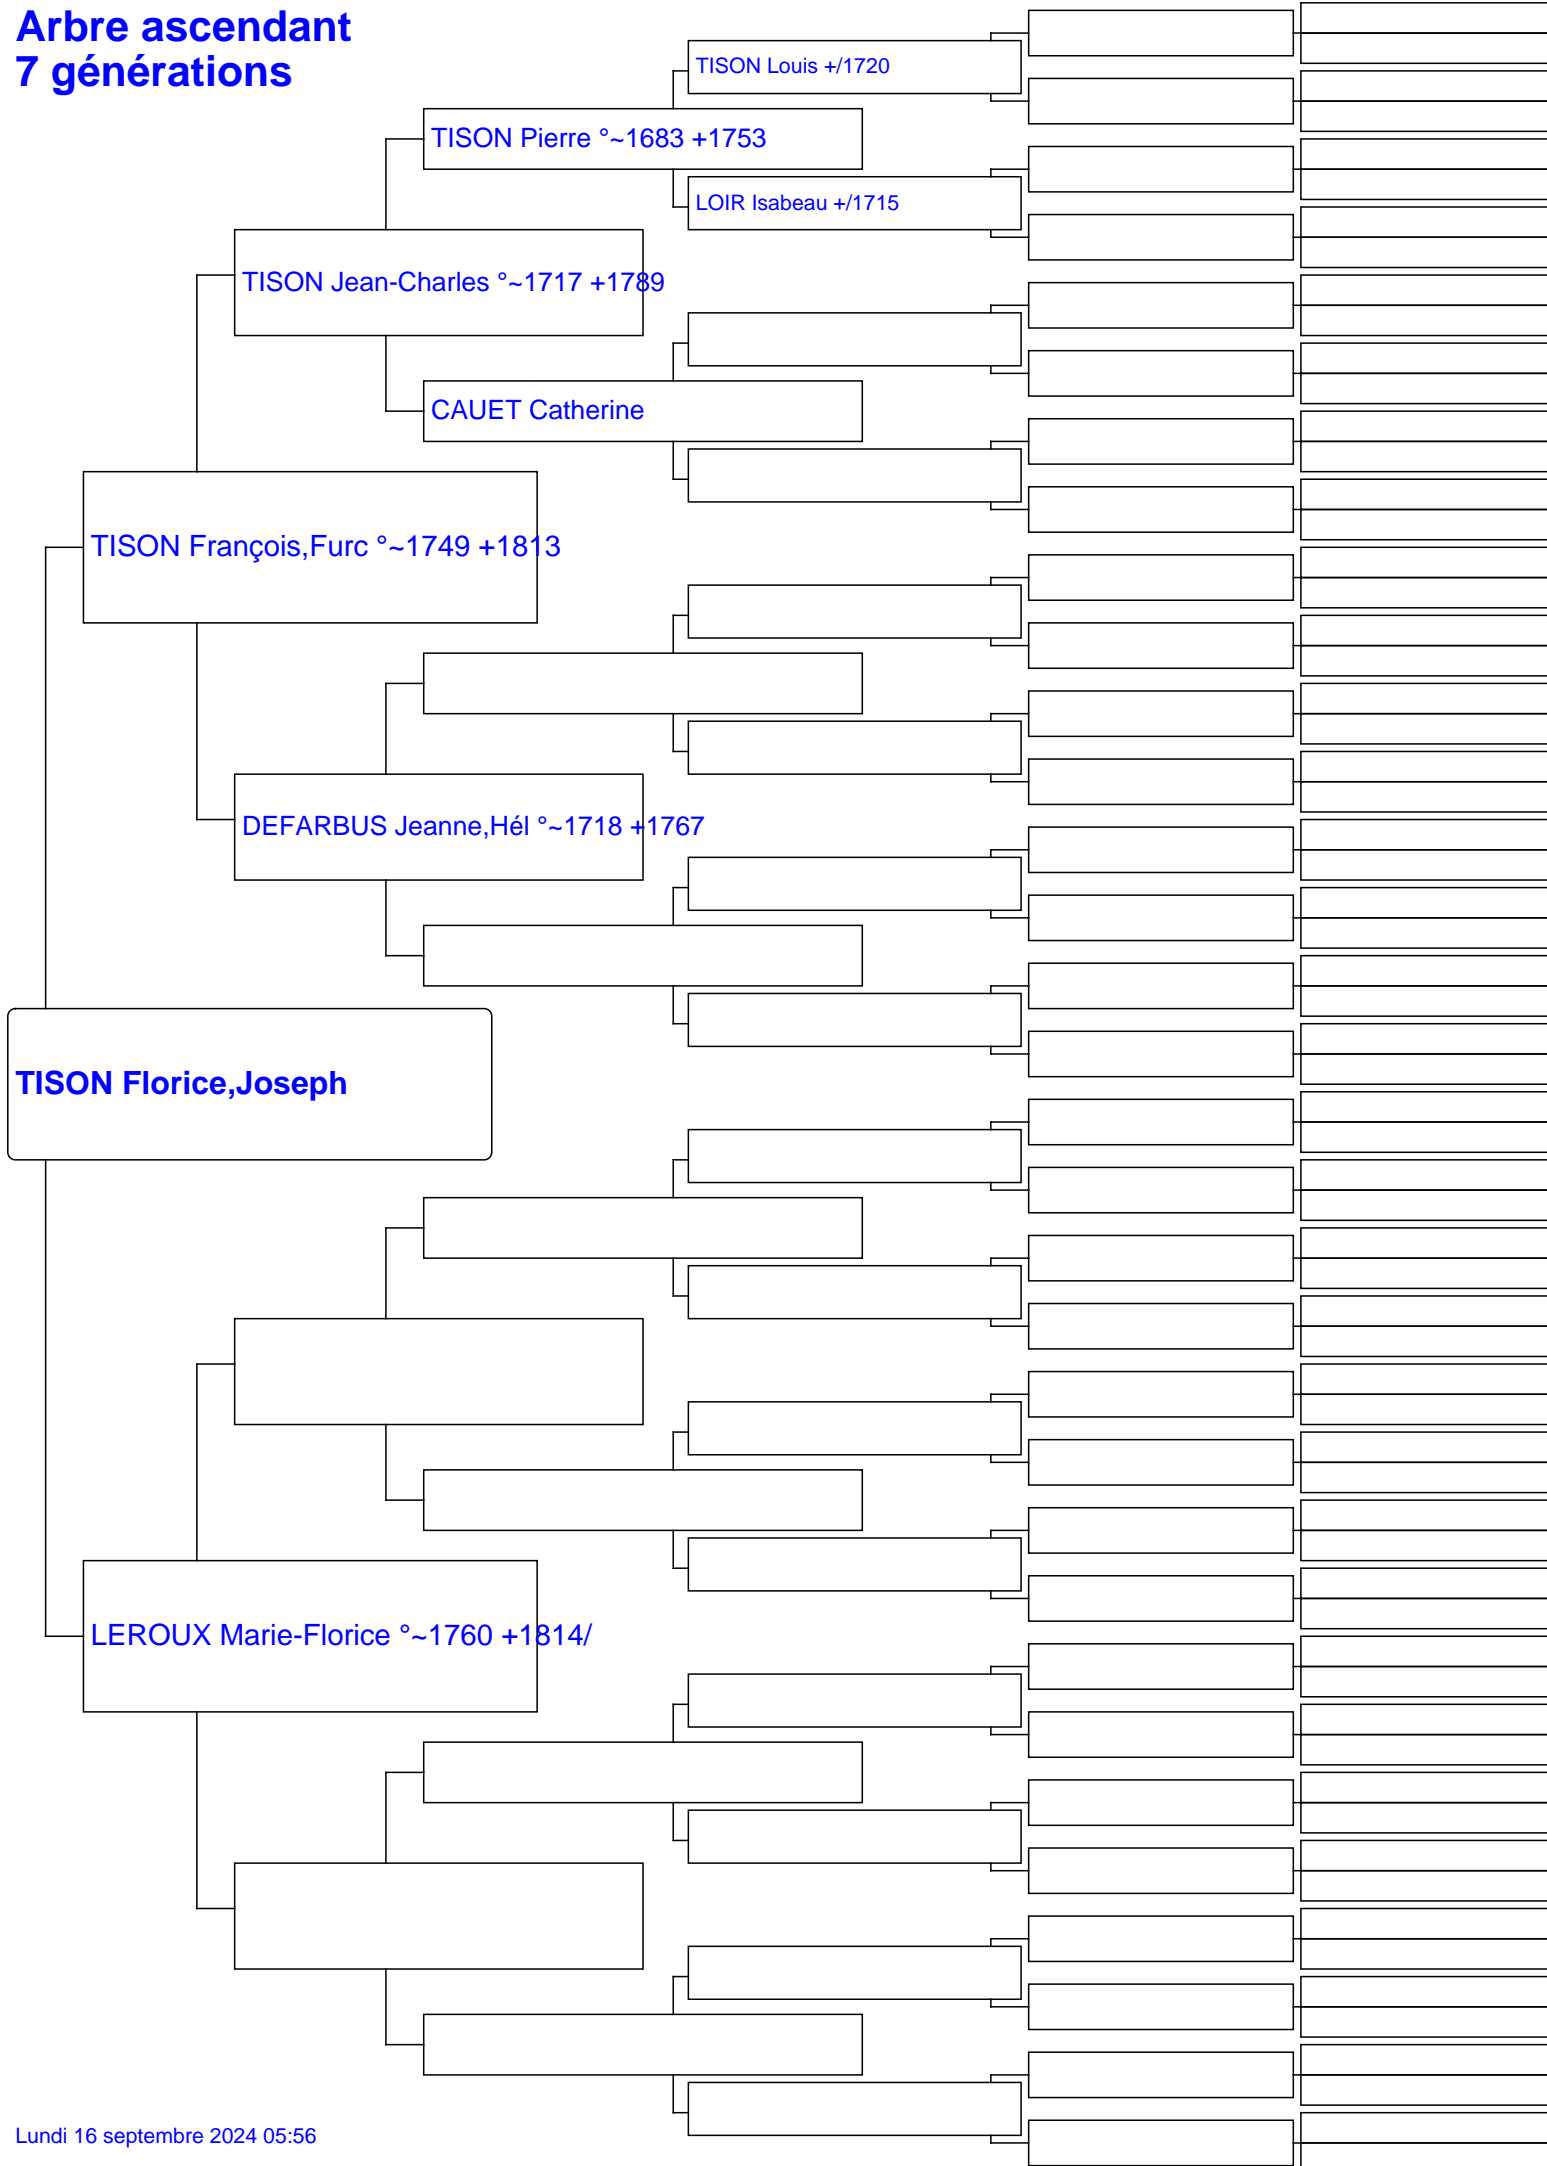 Arbre ascendant
7 générations
TISON Louis +/1720
TISON Pierre °~1683 +1753
LOIR Isabeau +/1715
TISON Jean-Charles °~1717 +1789
CAUET Catherine
TISON François,Furc °~1749 +1813
DEFARBUS Jeanne,Hél °~1718 +1767
TISON Florice,Joseph
LEROUX Marie-Florice °~1760 +1814/
Lundi 16 septembre 2024 05:56